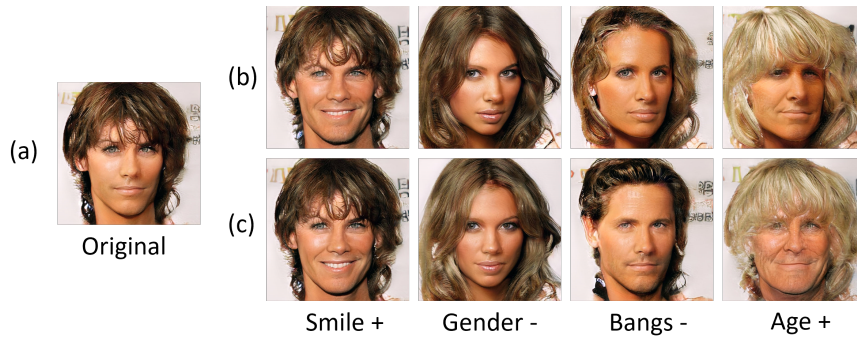 (a)
Original
(b)
(c)
Smile +
Gender -
Bangs -
Age +